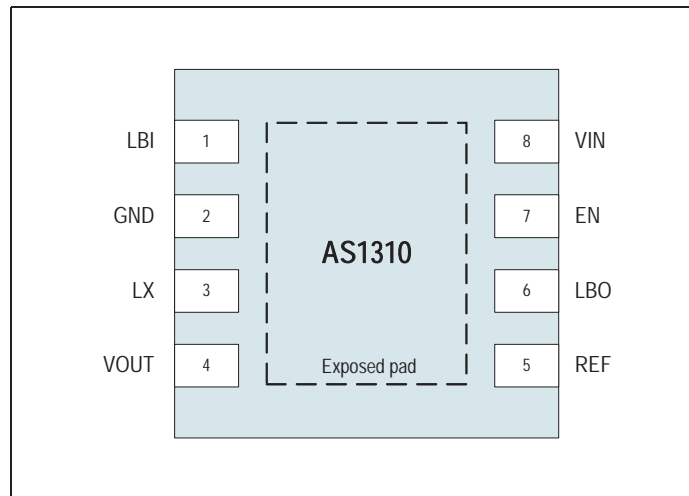 LBI 1 8 VIN
GND 2 7 EN
AS1310
LX 3 6 LBO
VOUT 4 Exposed pad 5 REF